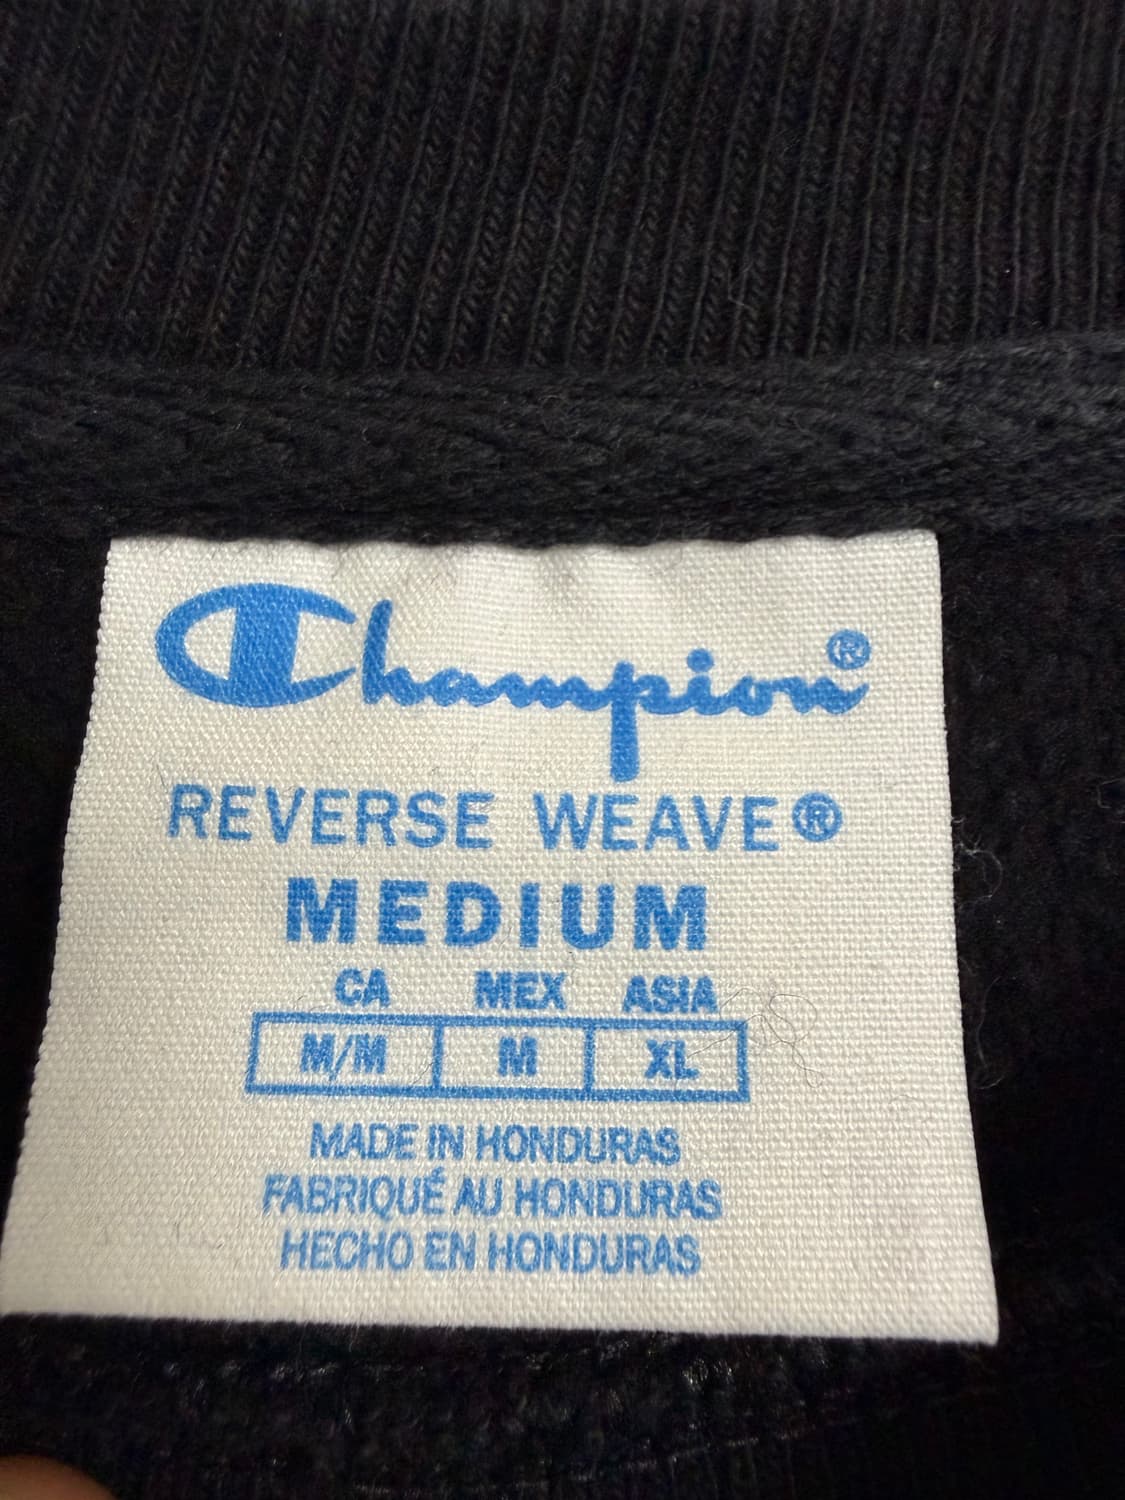 Champion®
REVERSE WEAVE®
MEDIUM
CA MEX ASIA
M/M M XL
MADE IN HONDURAS
FABRIQUÉ AU HONDURAS
HECHO EN HONDURAS